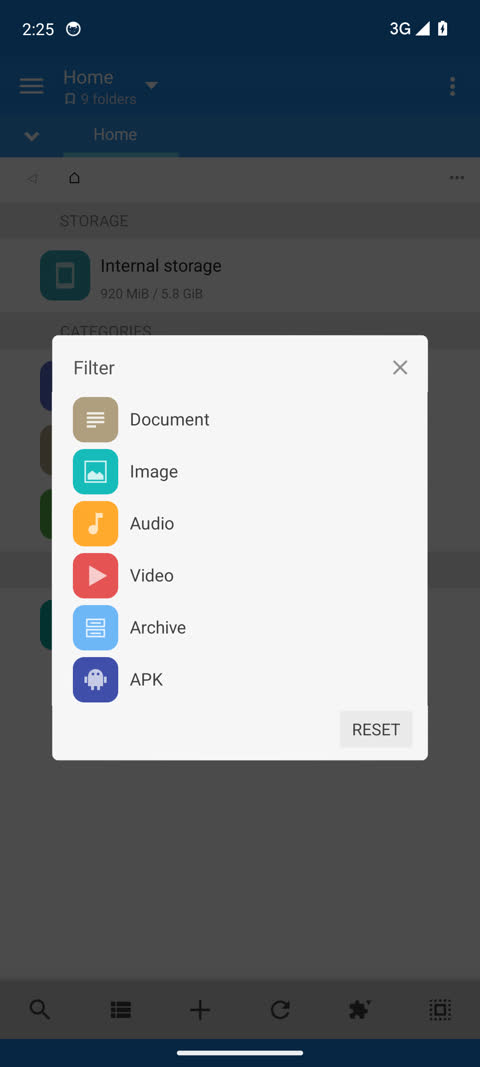 2:25
3G
Home
9 folders
Home
STORAGE
Internal storage
920 MiB / 5.8 GiB
CATEGORIES
Filter
Document
Image
Audio
Video
Archive
APK
RESET